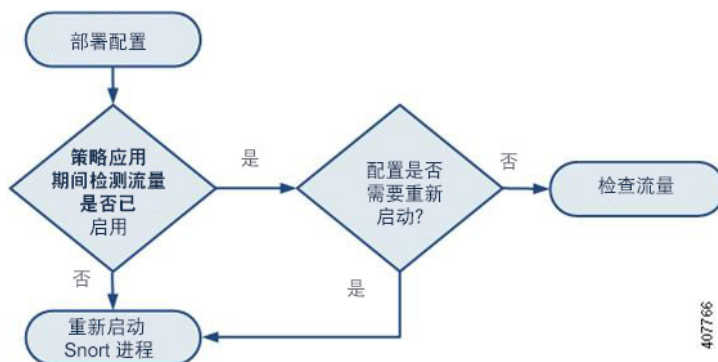 部署配置
策略应用
期间检测流量
是否已
启用
是
配置是否
需要重新
启动?
否
检查流量
否
是
重新启动
Snort 进程
407766